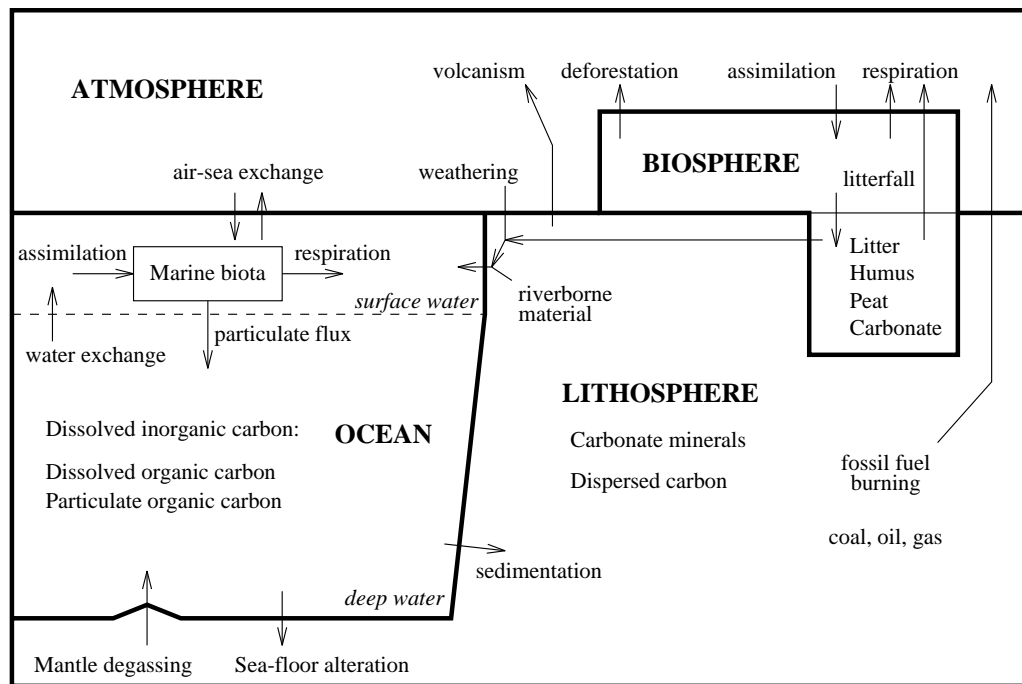 volcanism
deforestation
assimilation
respiration
ATMOSPHERE
BIOSPHERE
air-sea exchange
weathering
litterfall
assimilation
Marine biota
respiration
Litter
Humus
Peat
Carbonate
surface water
riverborne
material
water exchange
particulate flux
LITHOSPHERE
Dissolved inorganic carbon:
OCEAN
Carbonate minerals
Dissolved organic carbon
Particulate organic carbon
Dispersed carbon
fossil fuel
burning
coal, oil, gas
sedimentation
deep water
Mantle degassing
Sea-floor alteration